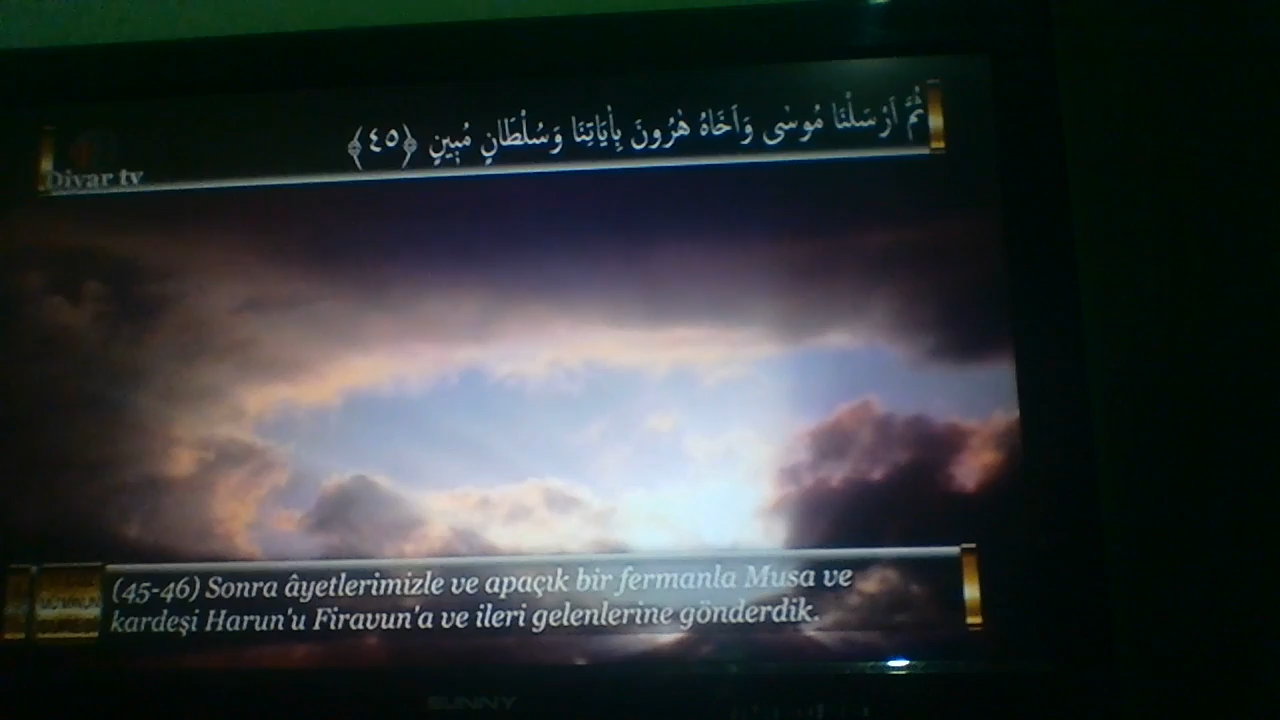 ثُمَّ اَرْسَلْنَا مُوسٰى وَاَخَاهُ هٰرُونَ بِاٰيَاتِنَا وَسُلْطَانٍ مُبٖينٍ ﴿٤٥﴾
Diyar tv
(45-46) Sonra âyetlerimizle ve apaçık bir fermanla Musa ve
kardeşi Harun'u Firavun'a ve ileri gelenlerine gönderdik.
SUNNY